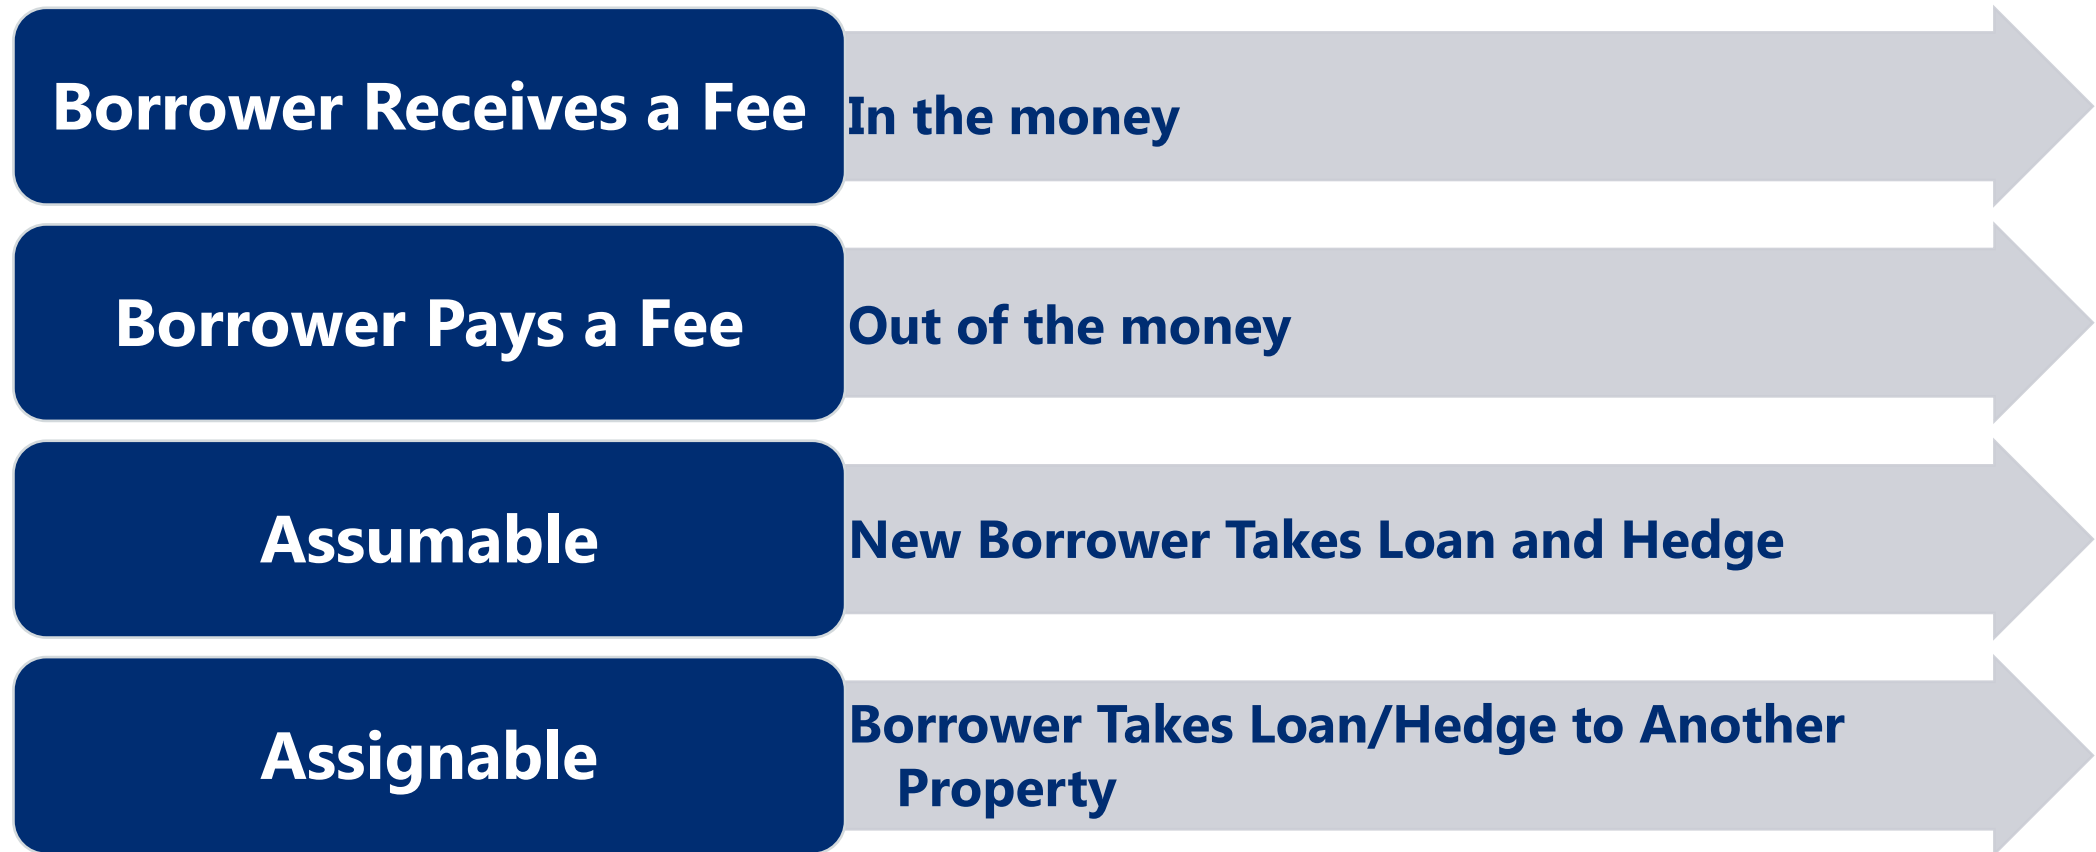 Borrower Receives a Fee
In the money
Borrower Pays a Fee
Out of the money
Assumable
New Borrower Takes Loan and Hedge
Assignable
Borrower Takes Loan/Hedge to Another
Property